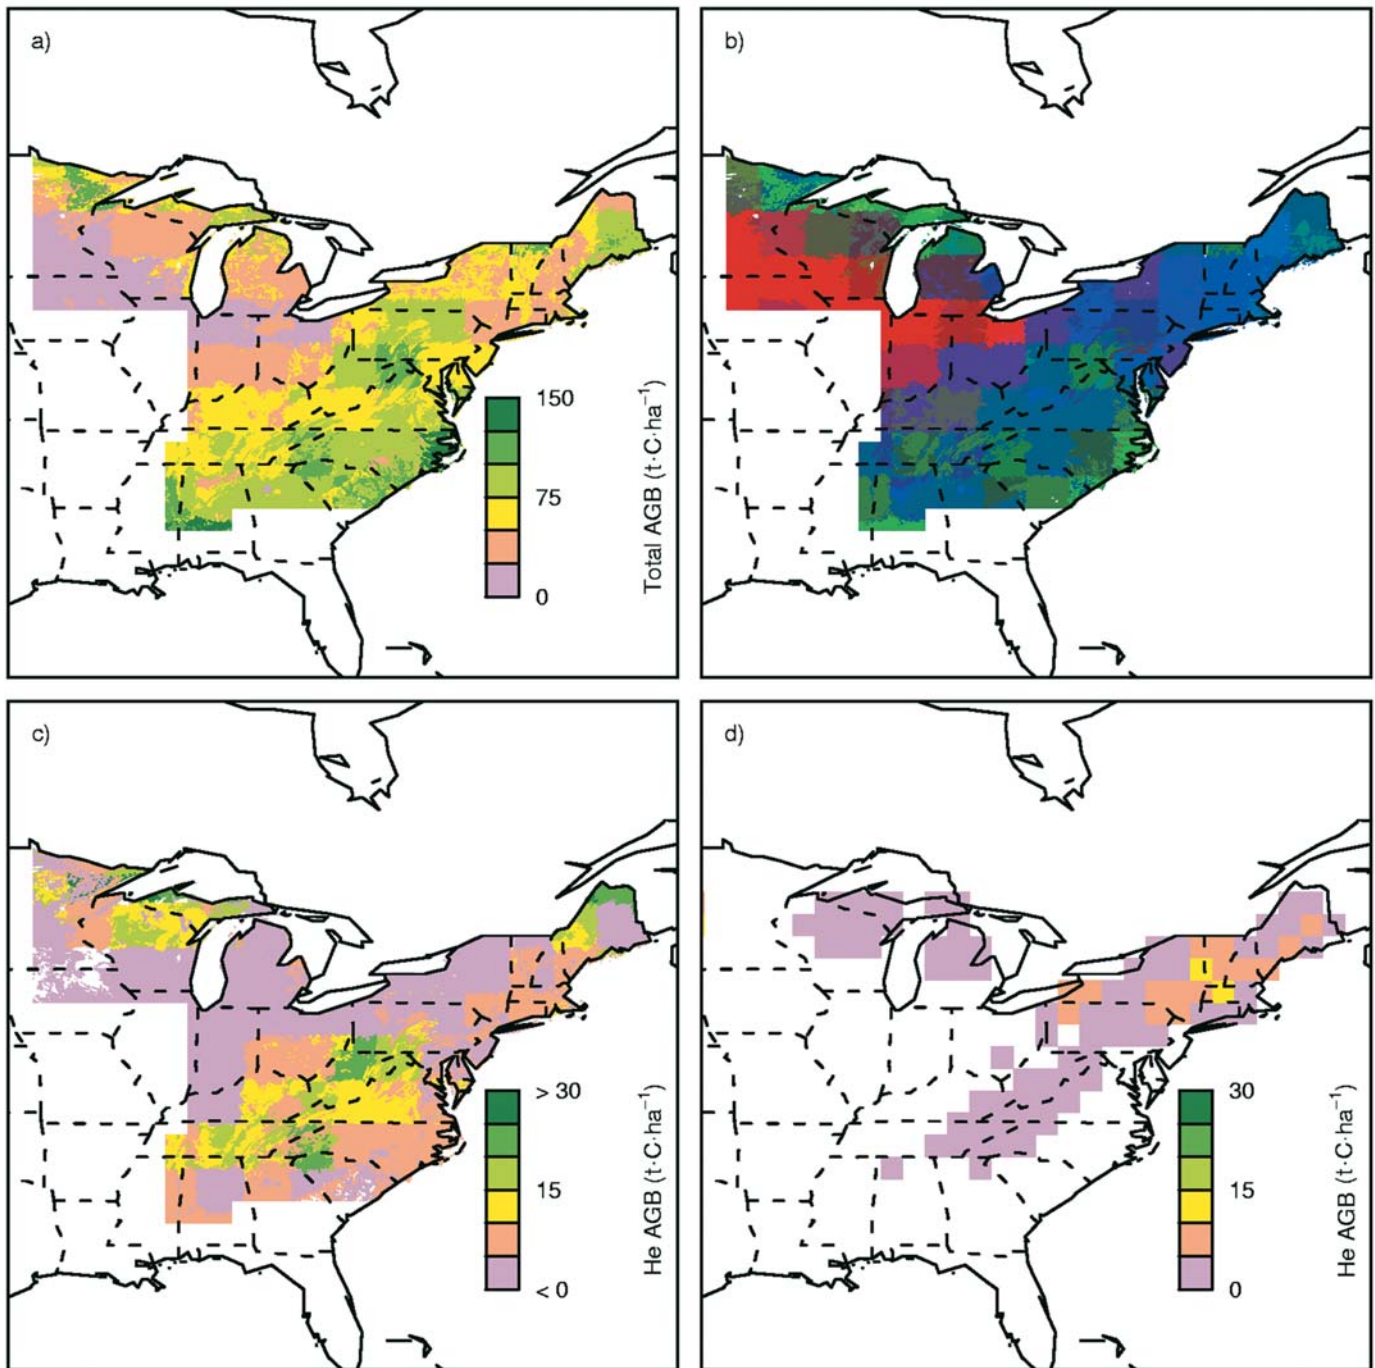 a)
150
75
0
Total AGB (t·C·ha⁻¹)
b)
c)
> 30
15
< 0
He AGB (t·C·ha⁻¹)
d)
30
15
0
He AGB (t·C·ha⁻¹)